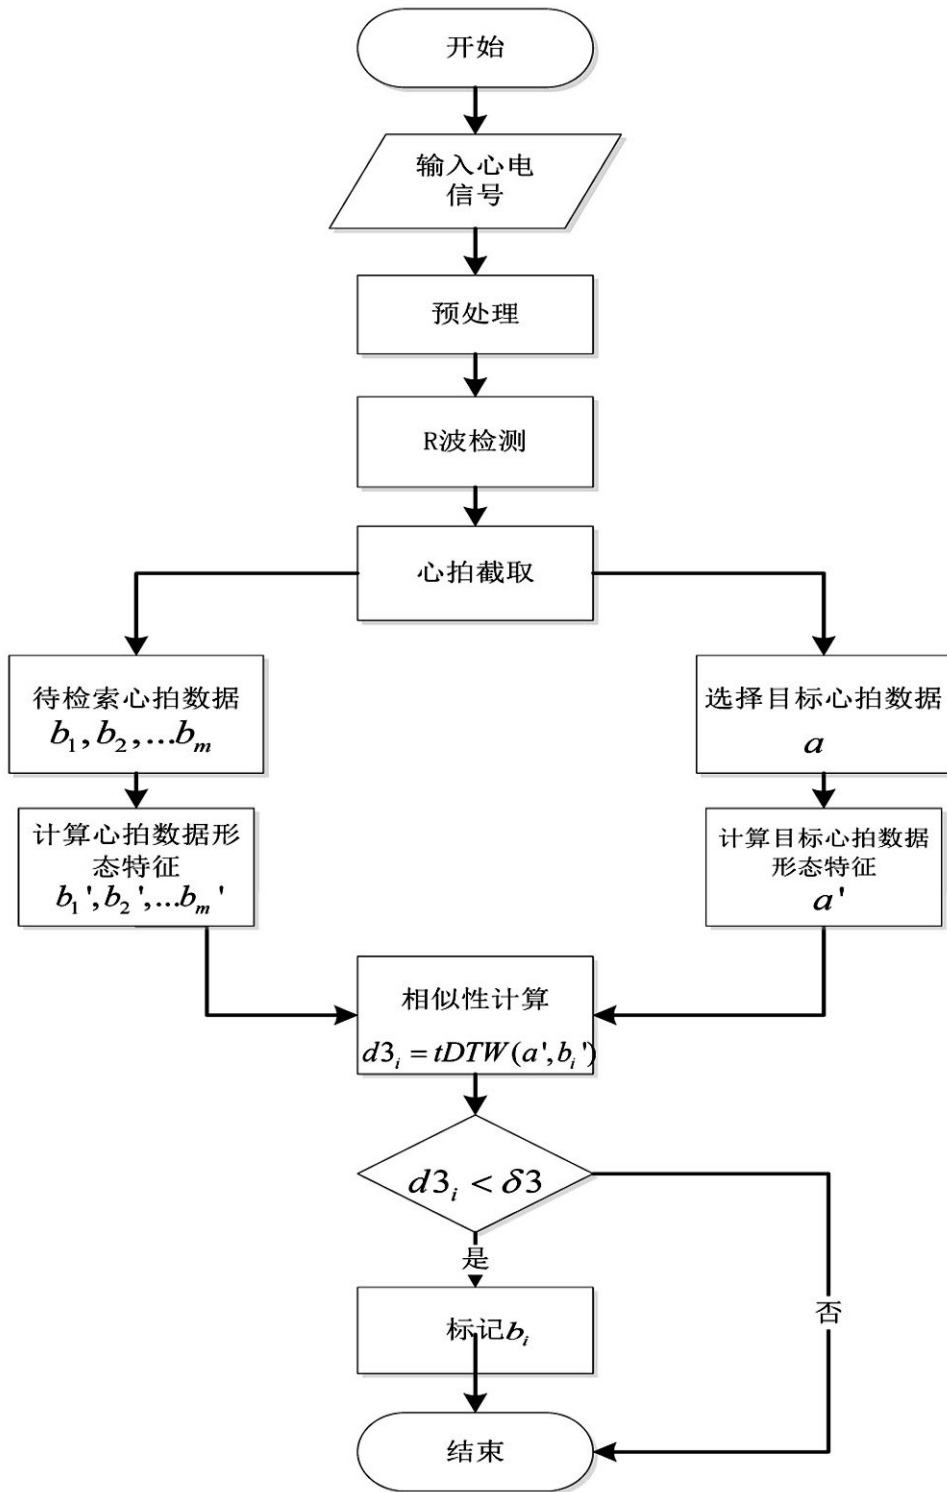 开始
输入心电
信号
预处理
R波检测
心拍截取
待检索心拍数据
b₁,b₂,...bₘ
选择目标心拍数据
a
计算心拍数据形
态特征
b₁',b₂',...bₘ'
计算目标心拍数据
形态特征
a'
相似性计算
d3ᵢ=tDTW(a',bᵢ')
d3ᵢ<δ3
是
否
标记bᵢ
结束